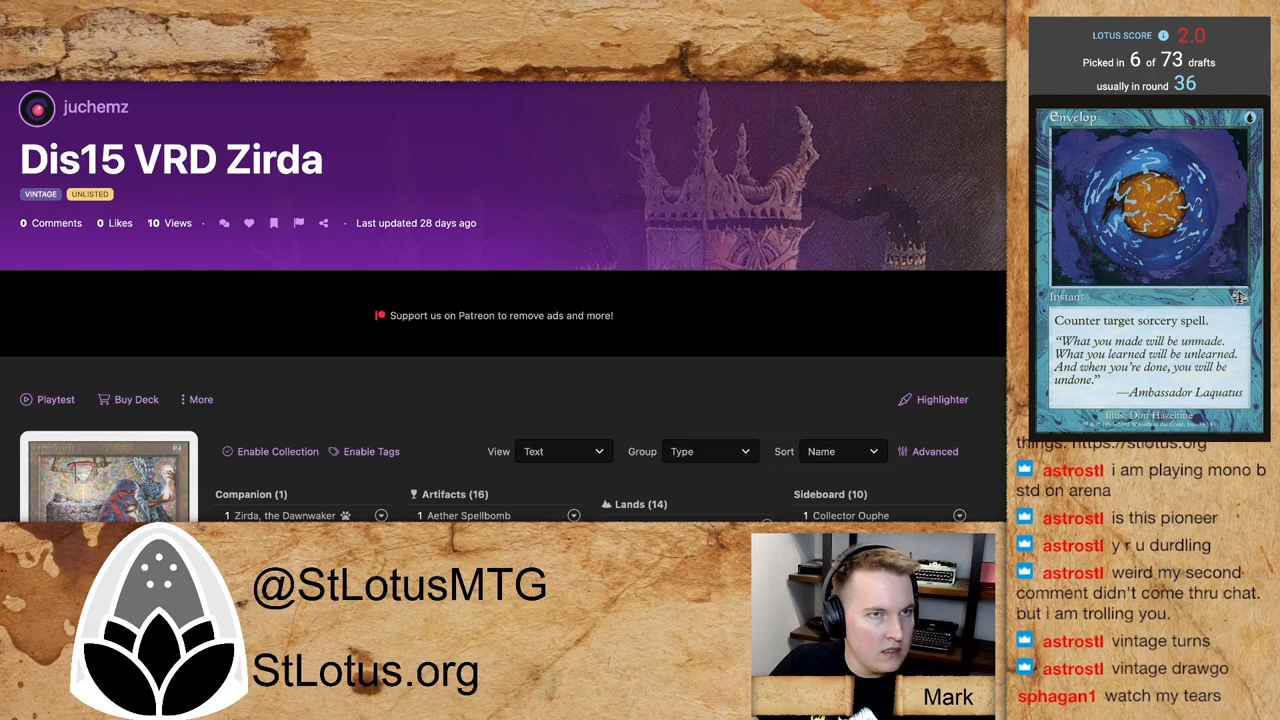 juchemz
Dis15 VRD Zirda
VINTAGE UNLISTED
0 Comments 0 Likes 10 Views · · Last updated 28 days ago
Support us on Patreon to remove ads and more!
Playtest Buy Deck More Highlighter
Enable Collection Enable Tags View Text Group Type Sort Name Advanced
Companion (1) Artifacts (16) Lands (14) Sideboard (10)
1 Zirda, the Dawnwaker 1 Aether Spellbomb 1 Collector Ouphe
@StLotusMTG
StLotus.org
Mark
LOTUS SCORE 2.0
Picked in 6 of 73 drafts
usually in round 36
Envelop
Instant
Counter target sorcery spell.
“What you made will be unmade.
What you learned will be unlearned.
And when you're done, you will be
undone.”
—Ambassador Laquatus
Illus. Don Hazeltine
things: https://stlotus.org
astrostl i am playing mono b
std on arena
astrostl is this pioneer
astrostl y r u durdling
astrostl weird my second
comment didn't come thru chat.
but i am trolling you.
astrostl vintage turns
astrostl vintage drawgo
sphagan1 watch my tears